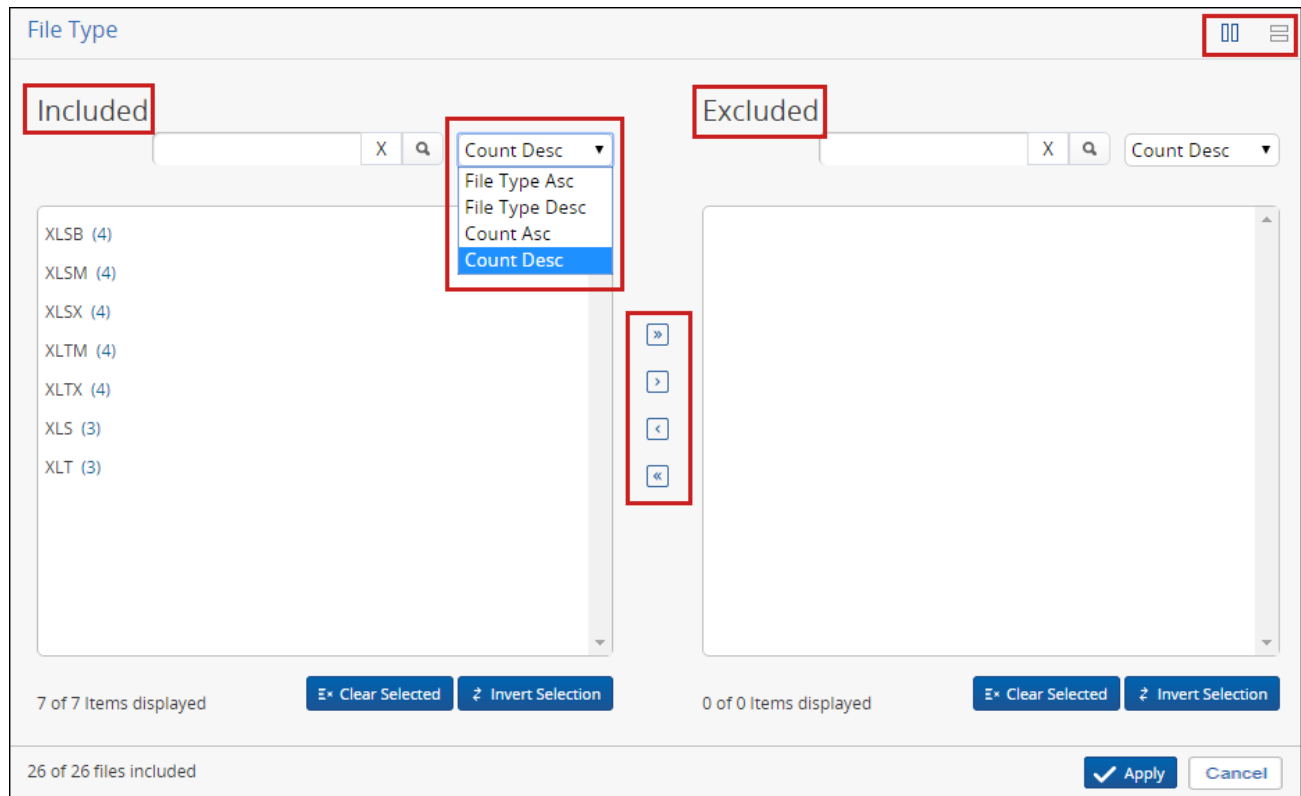 File Type
Included
Excluded
X
Count Desc
X
Count Desc
File Type Asc
File Type Desc
Count Asc
Count Desc
XLSB (4)
XLSM (4)
XLSX (4)
XLTM (4)
XLTX (4)
XLS (3)
XLT (3)
»
›
‹
«
7 of 7 Items displayed
Clear Selected
Invert Selection
0 of 0 Items displayed
Clear Selected
Invert Selection
26 of 26 files included
Apply
Cancel